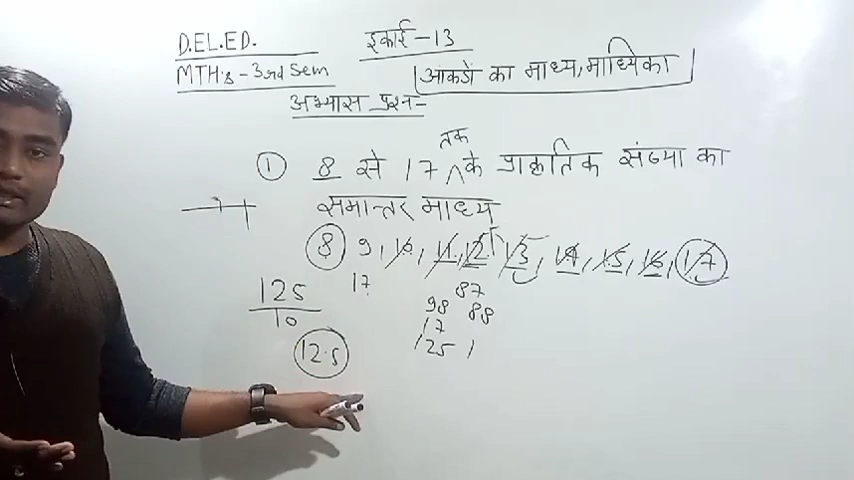 D.EL.ED. इकाई - 13
MTH's - 3rd Sem आंकडों का माध्य, माध्यिका
अभ्यास प्रश्न -
① 8 से 17 तक के प्राकृतिक संख्या का
समान्तर माध्य
8 9, 10, 11, 12, 13, 14, 15, 16, 17
17
125
10
12.5
87
98 88
17
125